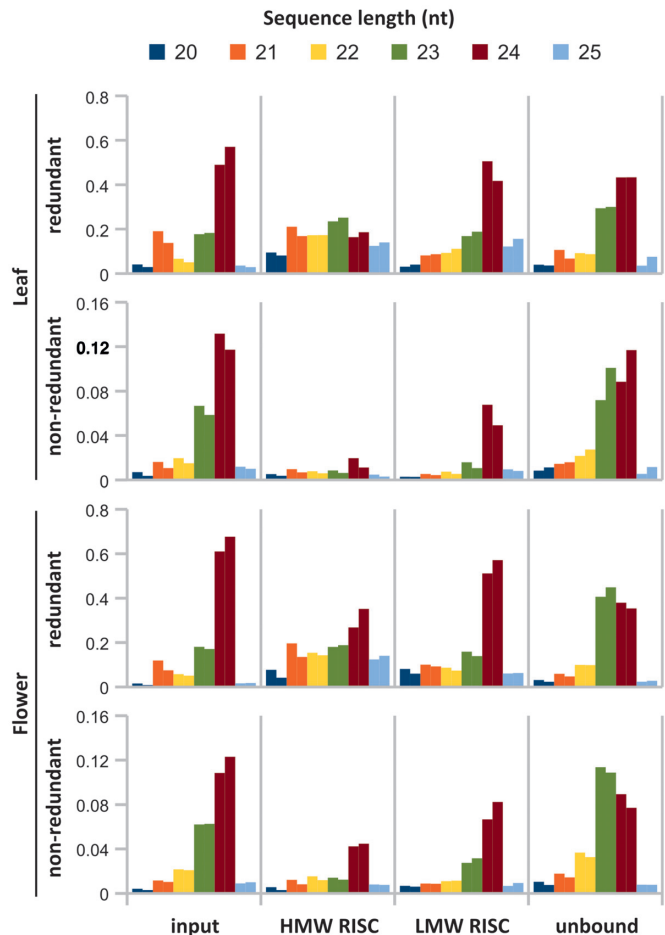 Sequence length (nt)
20 21 22 23 24 25
Leaf
redundant
0.8
0.6
0.4
0.2
0
non-redundant
0.16
0.12
0.08
0.04
0
Flower
redundant
0.8
0.6
0.4
0.2
0
non-redundant
0.16
0.12
0.08
0.04
0
input HMW RISC LMW RISC unbound